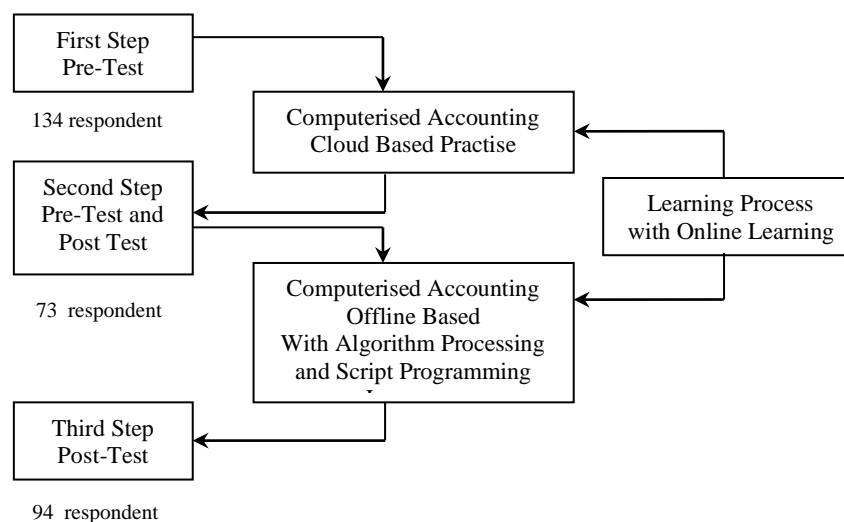 First Step
Pre-Test
134 respondent
Computerised Accounting
Cloud Based Practise
Second Step
Pre-Test and
Post Test
Learning Process
with Online Learning
73 respondent
Computerised Accounting
Offline Based
With Algorithm Processing
and Script Programming
Third Step
Post-Test
94 respondent